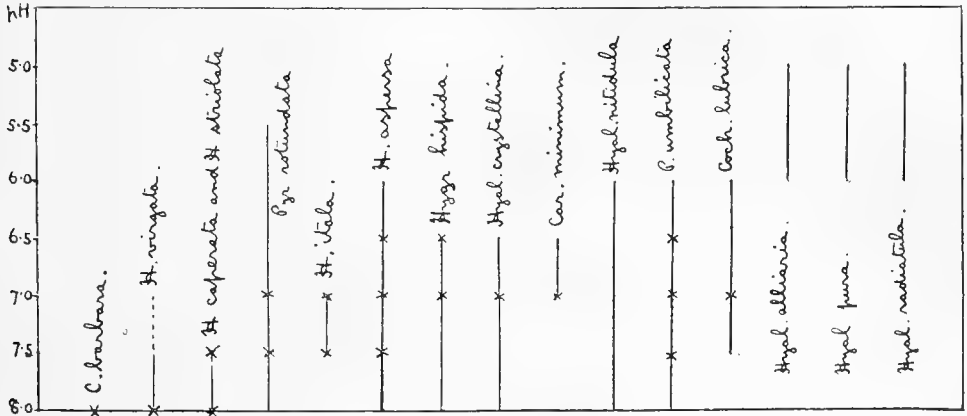 pH
5.0
5.5
6.0
6.5
7.0
7.5
8.0
C. barbara.
H. virgata.
H caperata and H striolata
Pyr rotundata
H. itala.
H. aspersa
Hygr hispida.
Hyal. crystallina.
Car. minimum.
Hyal. nitidula
P. umbilicata
Coch. lubrica.
Hyal. alliaria.
Hyal pura.
Hyal. radiatula.